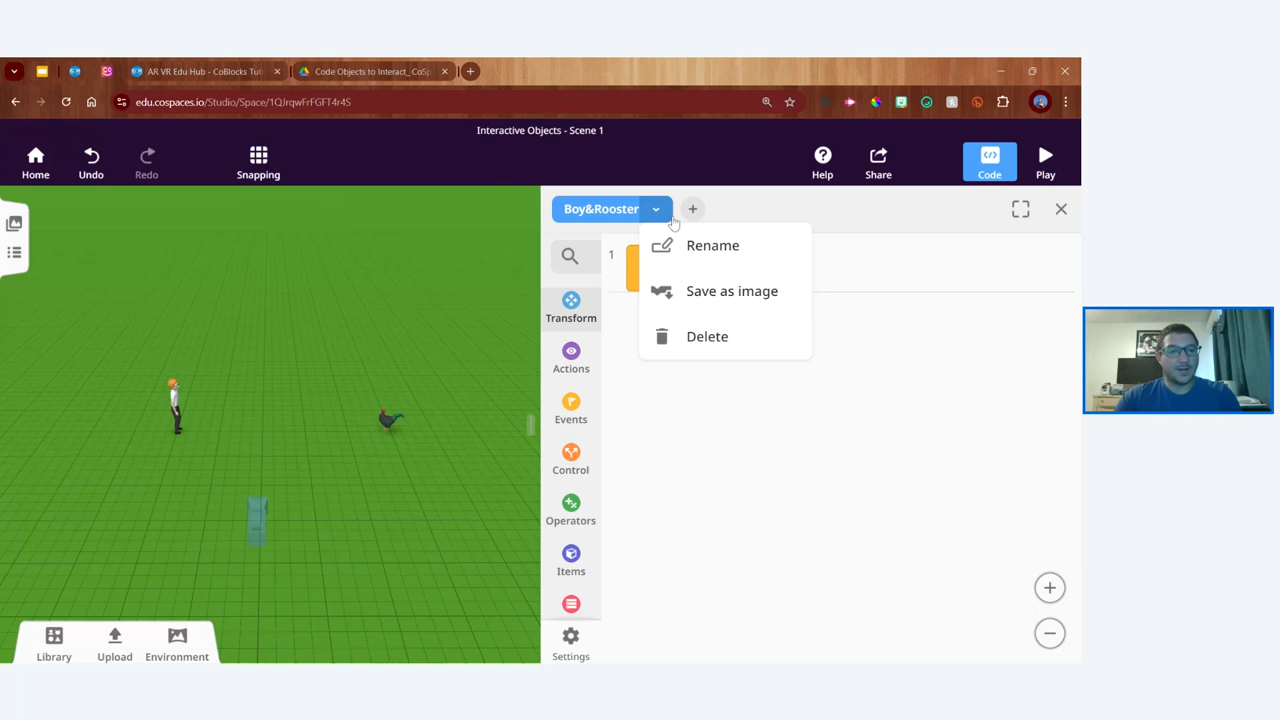 AR VR Edu Hub - CoBlocks Tut
Code Objects to Interact_ CoSp
edu.cospaces.io/Studio/Space/1QJrqwFrFGFT4r4S
Interactive Objects - Scene 1
Home
Undo
Redo
Snapping
Help
Share
Code
Play
Boy&Rooster
Rename
Save as image
Delete
1
Transform
Actions
Events
Control
Operators
Items
Settings
Library
Upload
Environment